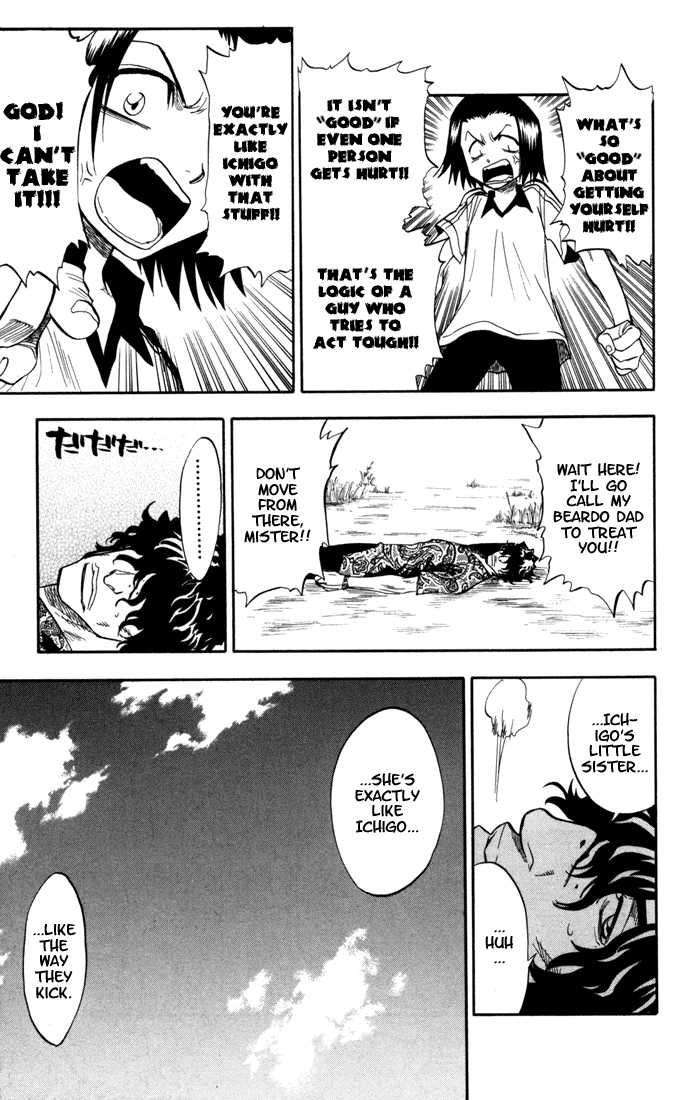 WHAT'S
SO
"GOOD"
ABOUT
GETTING
YOURSELF
HURT!!
IT ISN'T
"GOOD" IF
EVEN ONE
PERSON
GETS HURT!!
THAT'S THE
LOGIC OF A
GUY WHO
TRIES TO
ACT TOUGH!!
YOU'RE
EXACTLY
LIKE
ICHIGO
WITH
THAT
STUFF!!
GOD!
I
CAN'T
TAKE
IT!!!
WAIT HERE!
I'LL GO
CALL MY
BEARDO DAD
TO TREAT
YOU!!
DON'T
MOVE
FROM
THERE,
MISTER!!
だだだ...
.........
...ICH-
IGO'S
LITTLE
SISTER...
...HUH
...
...SHE'S
EXACTLY
LIKE
ICHIGO...
...LIKE
THE
WAY
THEY
KICK.